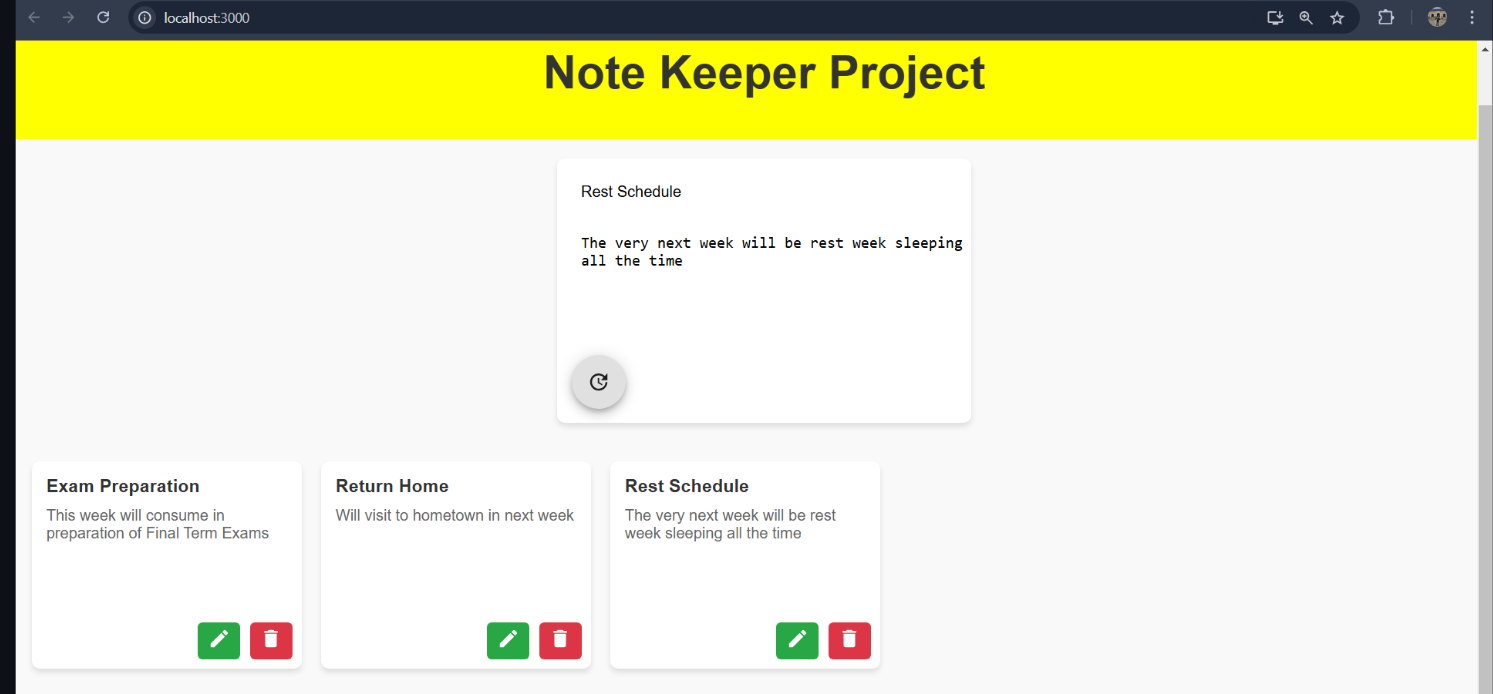 localhost:3000
Note Keeper Project
Rest Schedule
The very next week will be rest week sleeping
all the time
Exam Preparation
This week will consume in
preparation of Final Term Exams
Return Home
Will visit to hometown in next week
Rest Schedule
The very next week will be rest
week sleeping all the time